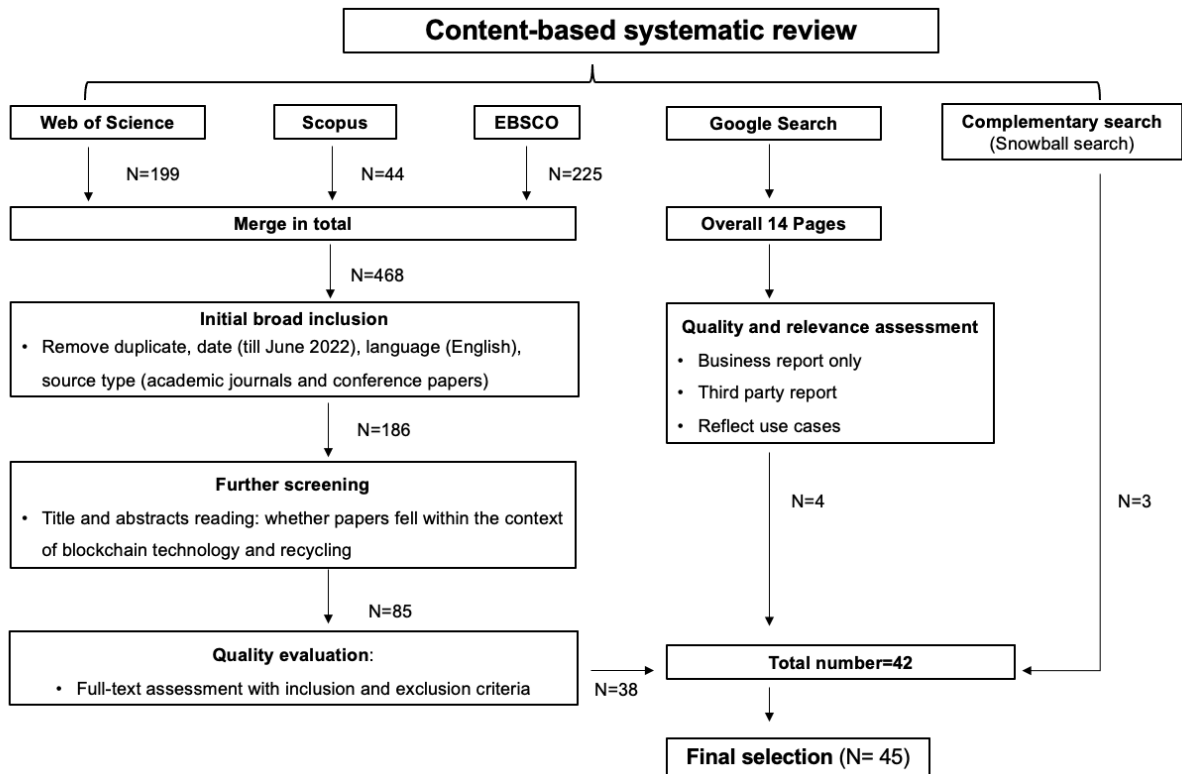 Content-based systematic review
Web of Science
Scopus
EBSCO
Google Search
Complementary search
(Snowball search)
N=199
N=44
N=225
Merge in total
Overall 14 Pages
N=468
Initial broad inclusion
• Remove duplicate, date (till June 2022), language (English),
source type (academic journals and conference papers)
Quality and relevance assessment
• Business report only
• Third party report
• Reflect use cases
N=186
Further screening
• Title and abstracts reading: whether papers fell within the context
of blockchain technology and recycling
N=4
N=3
N=85
Quality evaluation:
• Full-text assessment with inclusion and exclusion criteria
N=38
Total number=42
Final selection (N= 45)